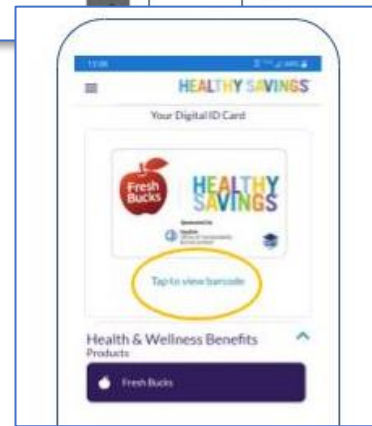 HEALTHY SAVINGS
Your Digital ID Card
Fresh
Bucks
HEALTHY
SAVINGS
Tap to view barcode
Health & Wellness Benefits
Products
Fresh Bucks